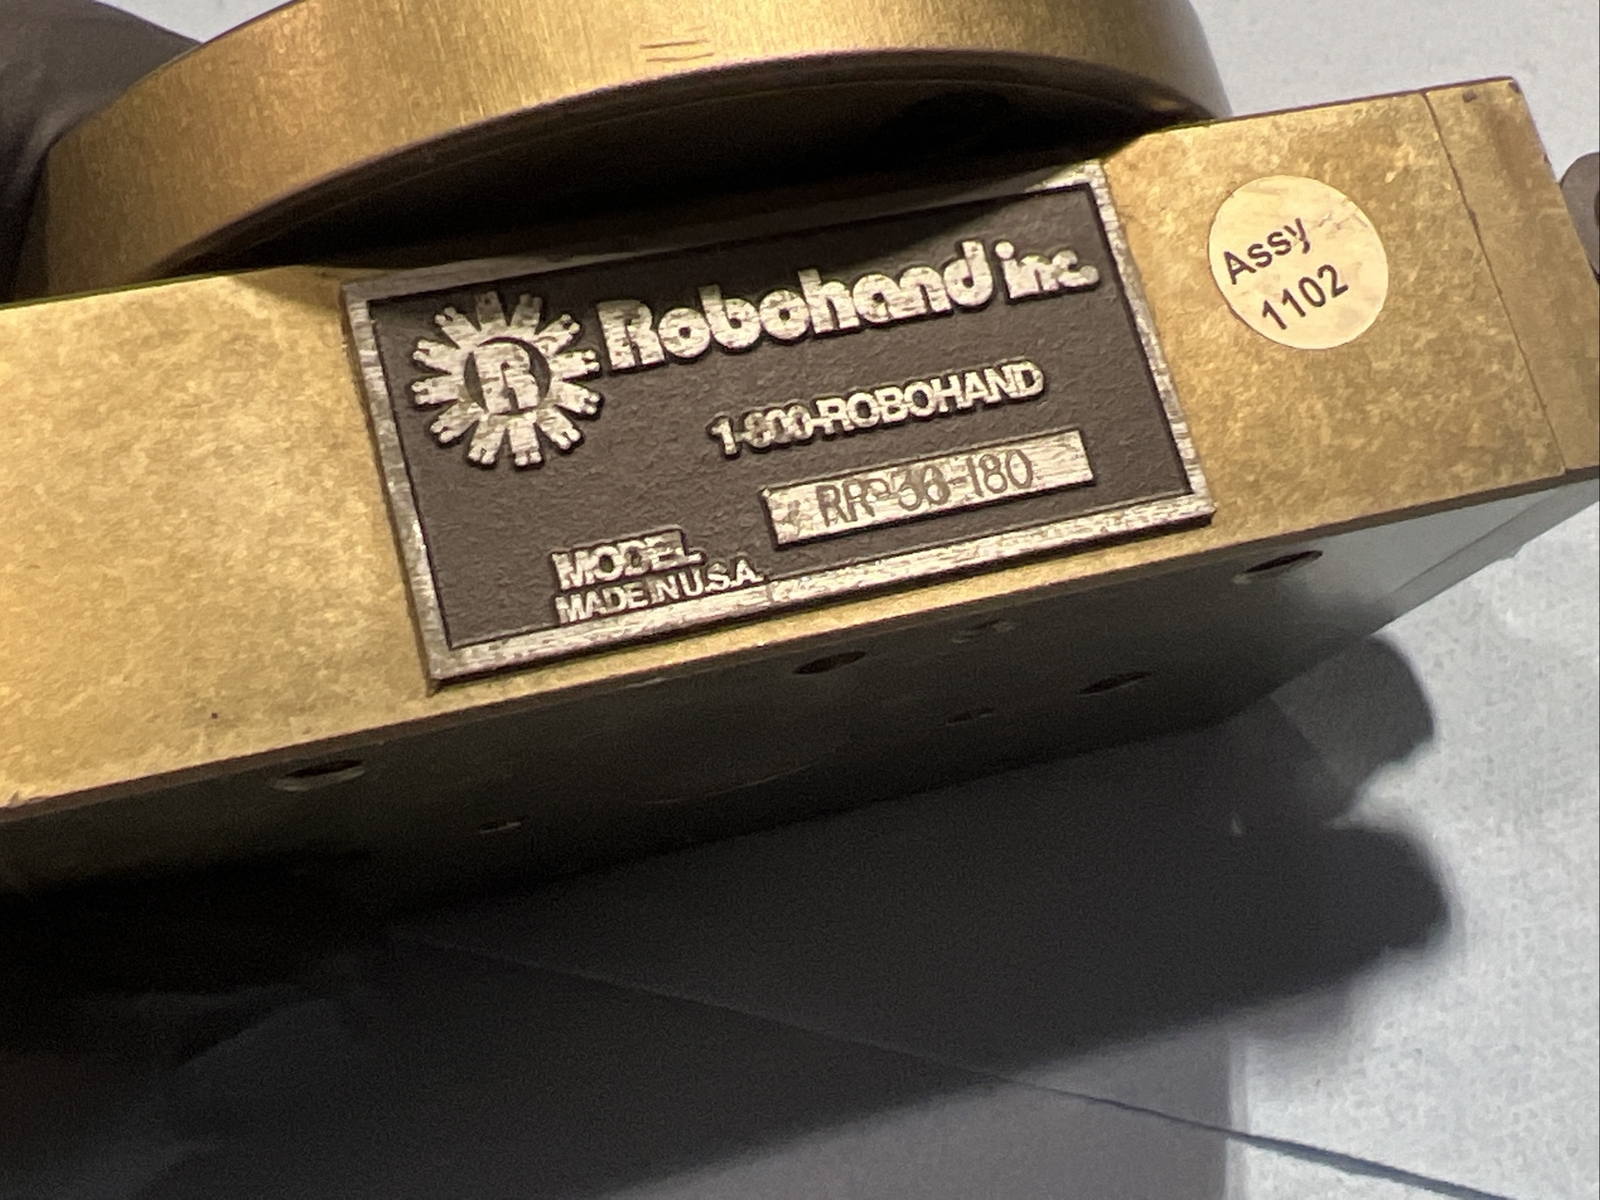 R
Robohand inc.
1-800-ROBOHAND
RR-36-180
MODEL
MADE IN U.S.A.
Assy
1102